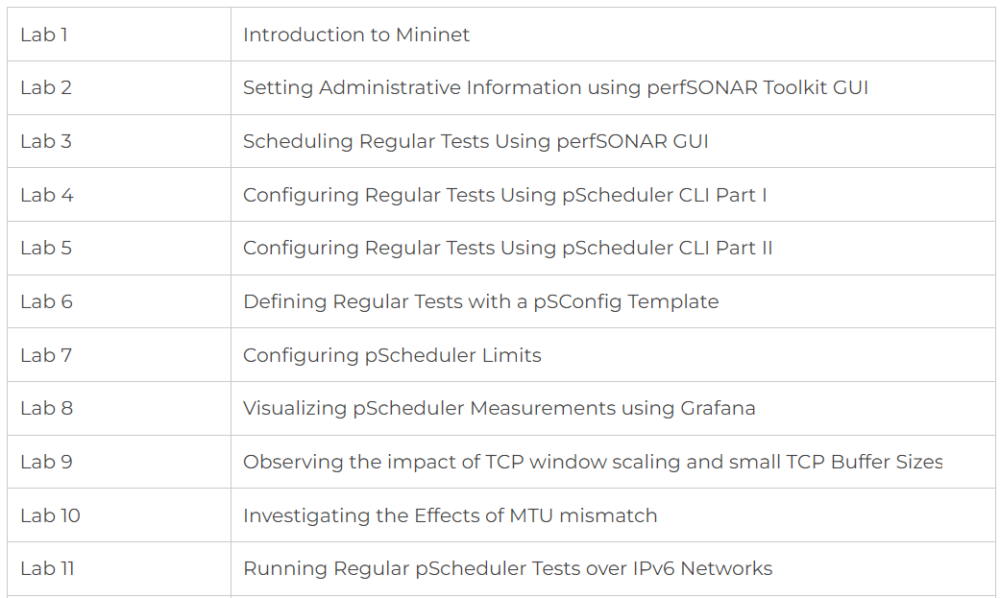 Lab 1 Introduction to Mininet
Lab 2 Setting Administrative Information using perfSONAR Toolkit GUI
Lab 3 Scheduling Regular Tests Using perfSONAR GUI
Lab 4 Configuring Regular Tests Using pScheduler CLI Part I
Lab 5 Configuring Regular Tests Using pScheduler CLI Part II
Lab 6 Defining Regular Tests with a pSConfig Template
Lab 7 Configuring pScheduler Limits
Lab 8 Visualizing pScheduler Measurements using Grafana
Lab 9 Observing the impact of TCP window scaling and small TCP Buffer Sizes
Lab 10 Investigating the Effects of MTU mismatch
Lab 11 Running Regular pScheduler Tests over IPv6 Networks